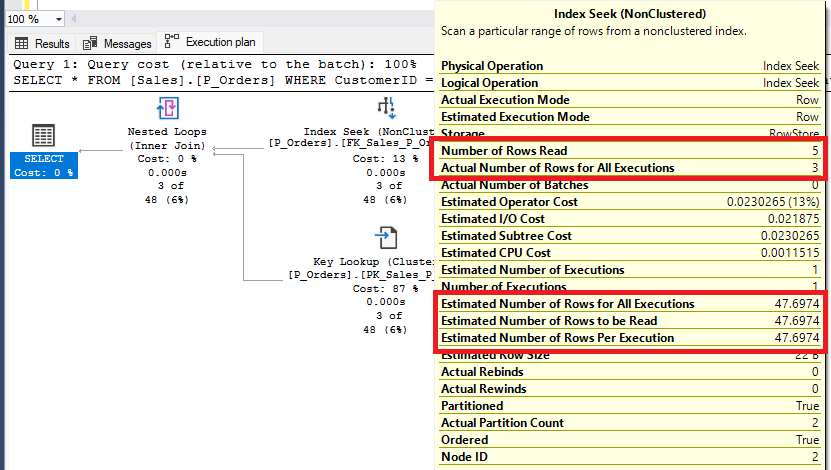 100 %
Results
Messages
Execution plan
Query 1: Query cost (relative to the batch): 100%
SELECT * FROM [Sales].[P_Orders] WHERE CustomerID =
SELECT
Cost: 0 %
Nested Loops
(Inner Join)
Cost: 0 %
0.000s
3 of
48 (6%)
Index Seek (NonClust
[P_Orders].[FK_Sales_P_Or
Cost: 13 %
0.000s
3 of
48 (6%)
Key Lookup (Cluster
[P_Orders].[PK_Sales_P_
Cost: 87 %
0.000s
3 of
48 (6%)
Index Seek (NonClustered)
Scan a particular range of rows from a nonclustered index.
Physical Operation Index Seek
Logical Operation Index Seek
Actual Execution Mode Row
Estimated Execution Mode Row
Storage RowStore
Number of Rows Read 5
Actual Number of Rows for All Executions 3
Actual Number of Batches 0
Estimated Operator Cost 0.0230265 (13%)
Estimated I/O Cost 0.021875
Estimated Subtree Cost 0.0230265
Estimated CPU Cost 0.0011515
Estimated Number of Executions 1
Number of Executions 1
Estimated Number of Rows for All Executions 47.6974
Estimated Number of Rows to be Read 47.6974
Estimated Number of Rows Per Execution 47.6974
Estimated Row Size 22 B
Actual Rebinds 0
Actual Rewinds 0
Partitioned True
Actual Partition Count 2
Ordered True
Node ID 2